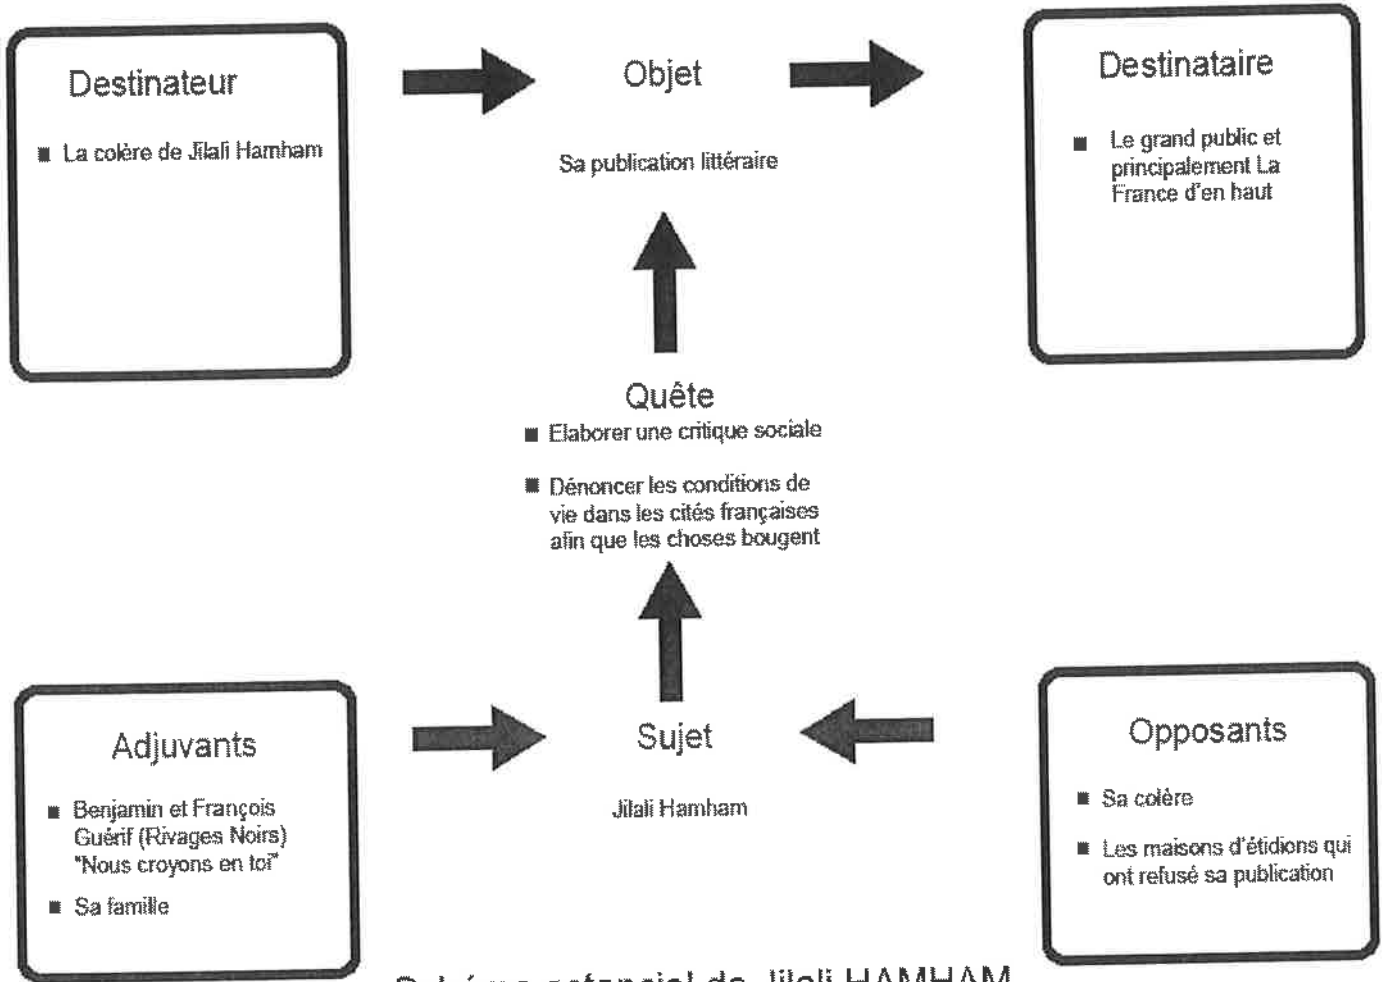 Destinateur
■ La colère de Jilali Hamham
Objet
Sa publication littéraire
Destinataire
■ Le grand public et
principalement La
France d'en haut
Quête
■ Elaborer une critique sociale
■ Dénoncer les conditions de
vie dans les cités françaises
afin que les choses bougent
Adjuvants
■ Benjamin et François
Guérif (Rivages Noirs)
"Nous croyons en toi"
■ Sa famille
Sujet
Jilali Hamham
Opposants
■ Sa colère
■ Les maisons d'étidions qui
ont refusé sa publication
de Jilali HAMHAM